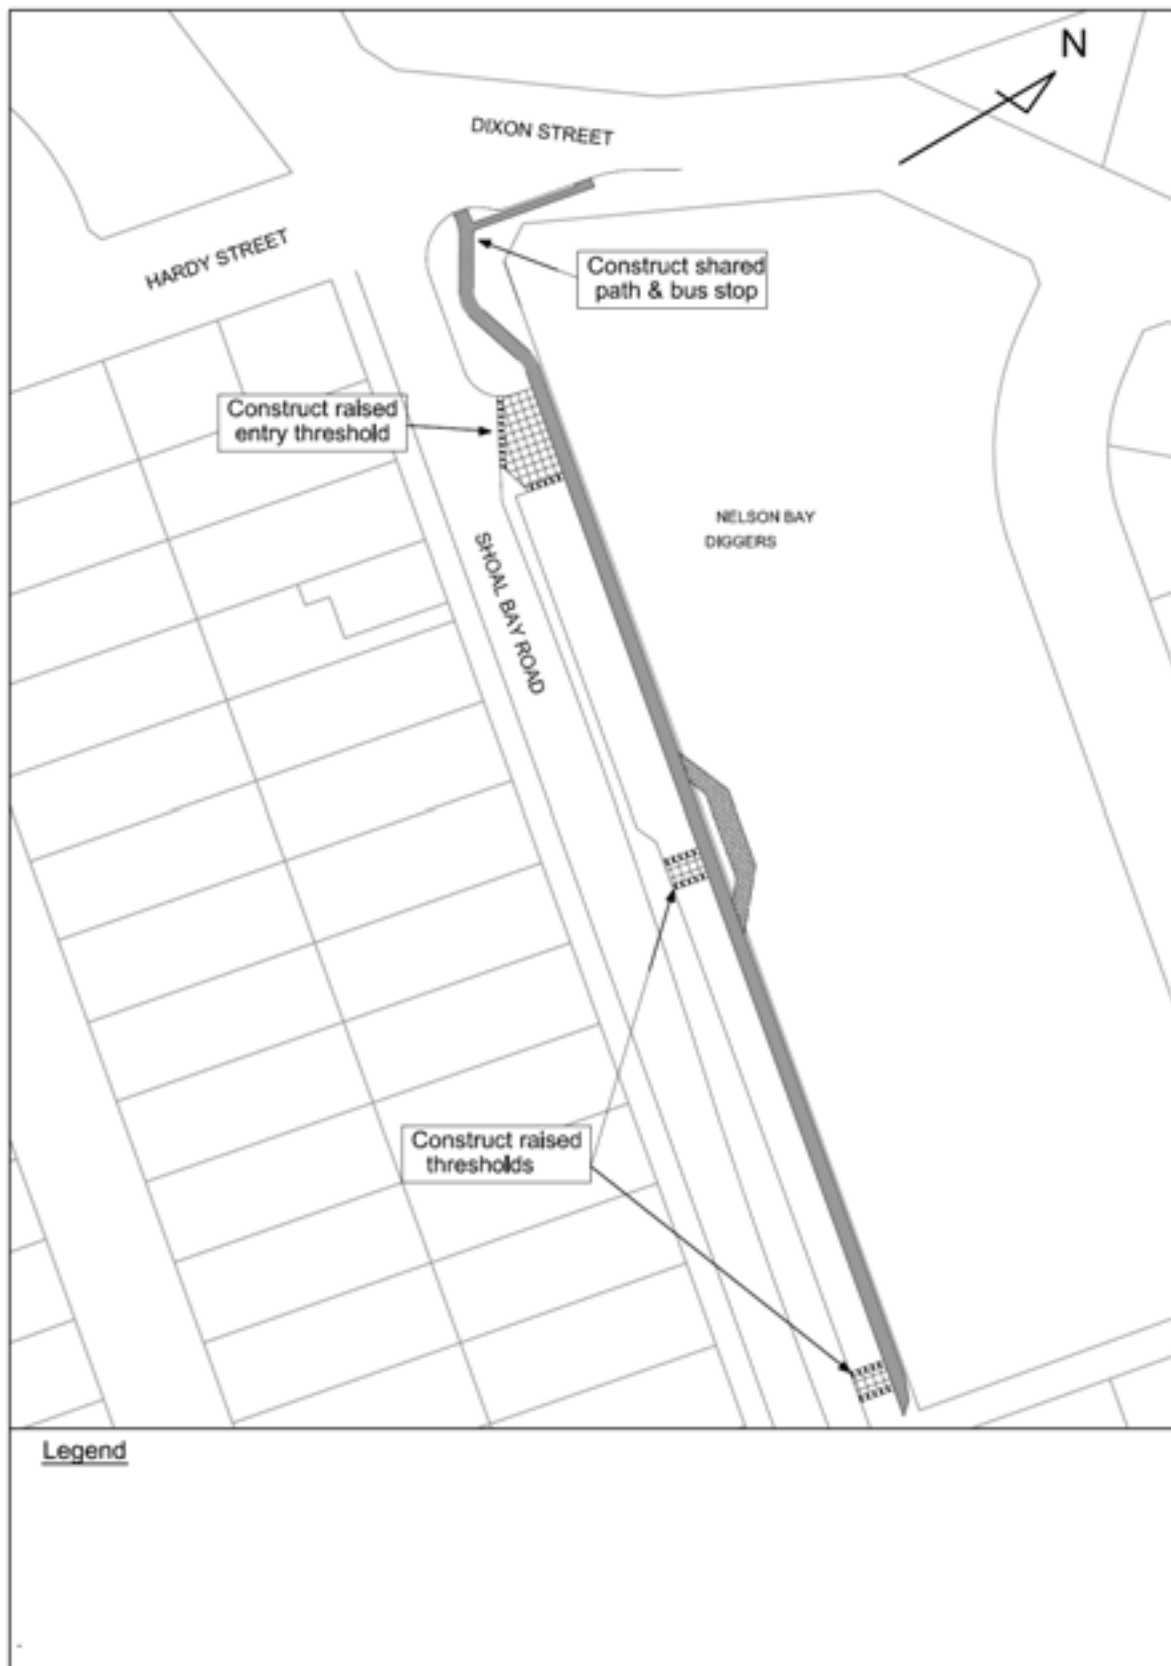 N
DIXON STREET
HARDY STREET
Construct shared
path & bus stop
Construct raised
entry threshold
NELSON BAY
DIGGERS
SHOAL BAY ROAD
Construct raised
thresholds
Legend